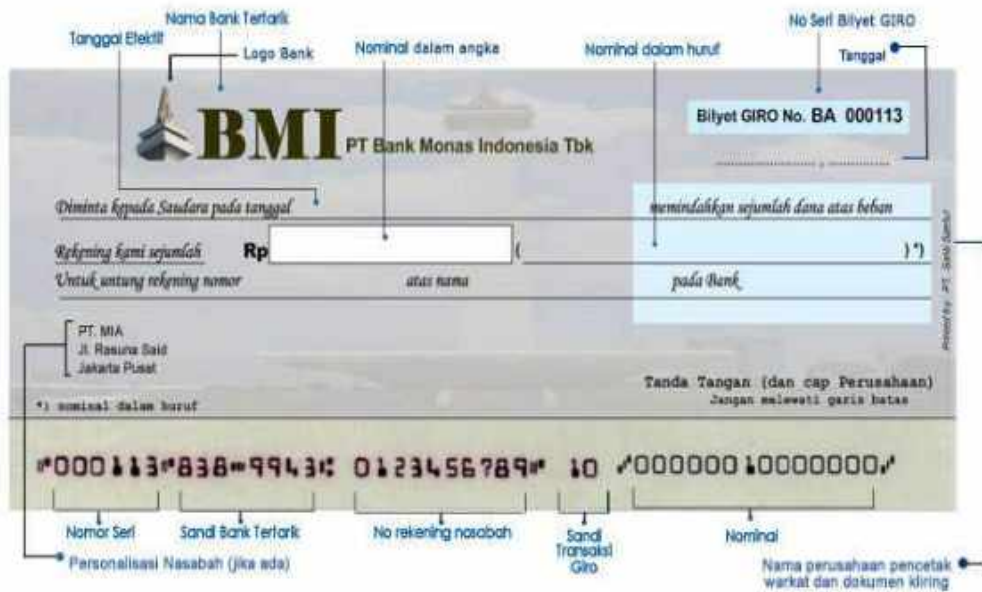 Nama Bank Tertarik
No Seri Bilyet GIRO
Tanggal Efektif
Logo Bank
Nominal dalam angka
Nominal dalam huruf
Tanggal
BMI PT Bank Monas Indonesia Tbk
Bilyet GIRO No. BA 000113
Diminta kepada Saudara pada tanggal memindahkan sejumlah dana atas beban
Rekening kami sejumlah Rp ( ) *)
Untuk untung rekening nomor atas nama pada Bank
PT. MIA
Jl. Rasuna Said
Jakarta Pusat
Tanda Tangan (dan cap Perusahaan)
Jangan melewati garis batas
*) nominal dalam huruf
000113 838 9943 0123456789 10 00000010000000
Nomor Seri
Sandi Bank Tertarik
No rekening nasabah
Sandi
Transaksi
Giro
Nominal
Personalisasi Nasabah (jika ada)
Nama perusahaan pencetak
warkat dan dokumen kliring